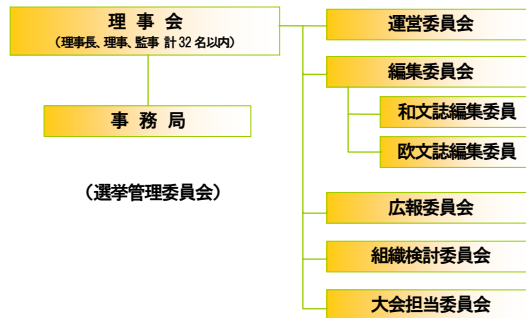 理 事 会
(理事長、理事、監事 計32名以内)
事 務 局
(選挙管理委員会)
運営委員会
編集委員会
和文誌編集委員
欧文誌編集委員
広報委員会
組織検討委員会
大会担当委員会